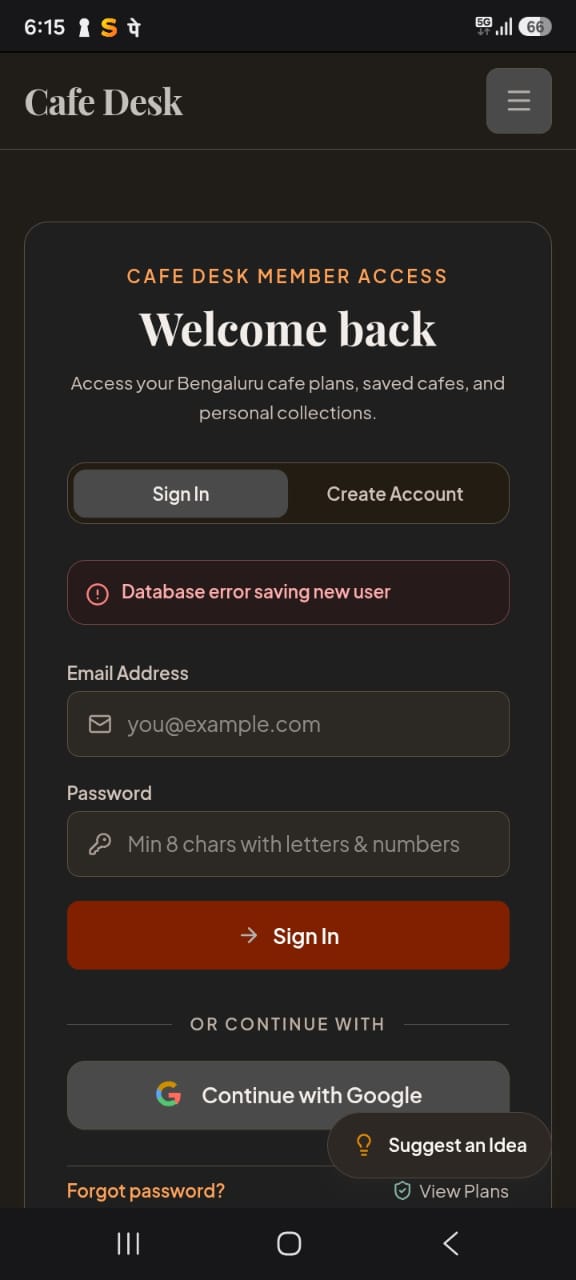 6:15 S पे 5G 66
Cafe Desk
CAFE DESK MEMBER ACCESS
Welcome back
Access your Bengaluru cafe plans, saved cafes, and
personal collections.
Sign In Create Account
Database error saving new user
Email Address
you@example.com
Password
Min 8 chars with letters & numbers
Sign In
OR CONTINUE WITH
Continue with Google
Suggest an Idea
Forgot password? View Plans